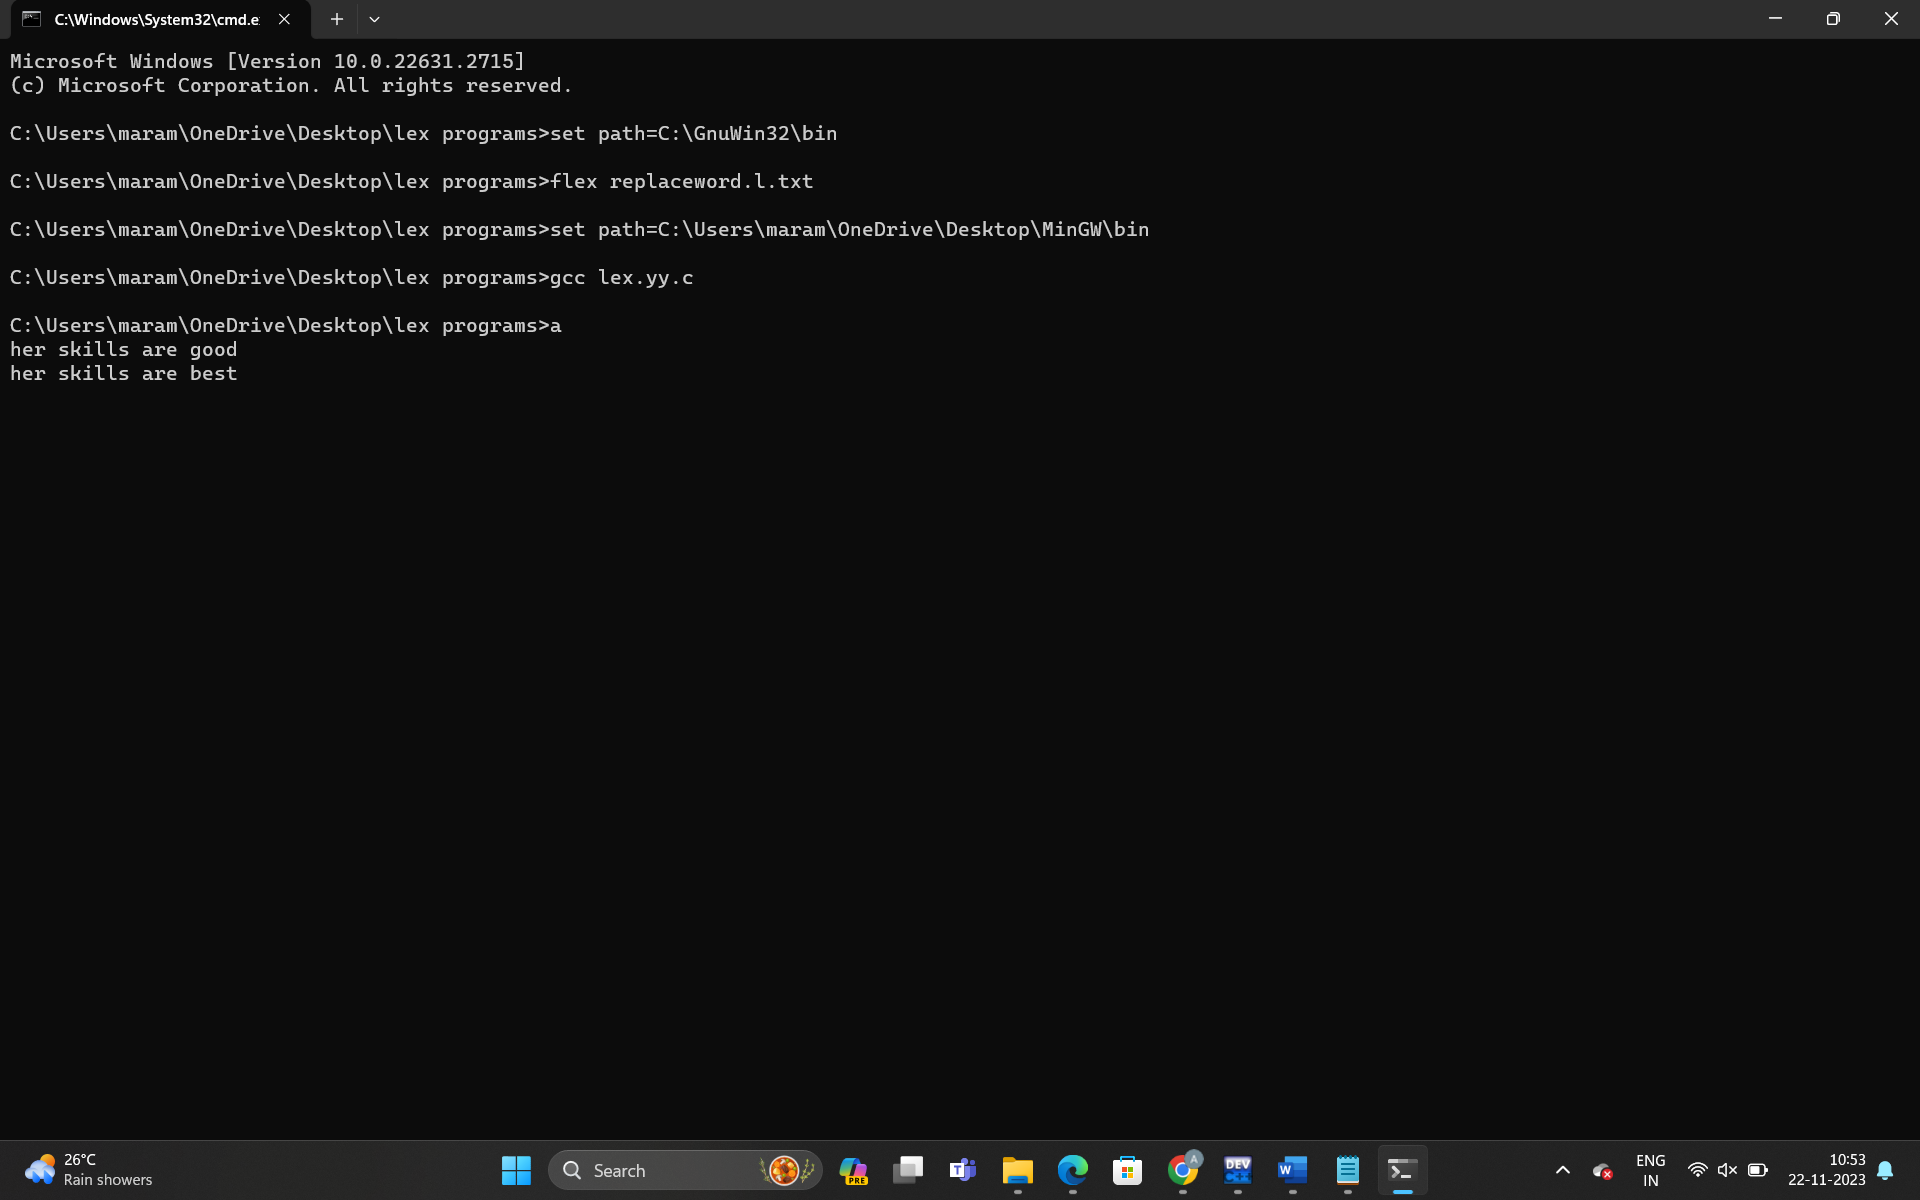 C:\Windows\System32\cmd.e
Microsoft Windows [Version 10.0.22631.2715]
(c) Microsoft Corporation. All rights reserved.
C:\Users\maram\OneDrive\Desktop\lex programs>set path=C:\GnuWin32\bin
C:\Users\maram\OneDrive\Desktop\lex programs>flex replaceword.l.txt
C:\Users\maram\OneDrive\Desktop\lex programs>set path=C:\Users\maram\OneDrive\Desktop\MinGW\bin
C:\Users\maram\OneDrive\Desktop\lex programs>gcc lex.yy.c
C:\Users\maram\OneDrive\Desktop\lex programs>a
her skills are good
her skills are best
26°C
Rain showers
Search
PRE
T
A
DEV
C++
W
ENG
IN
10:53
22-11-2023